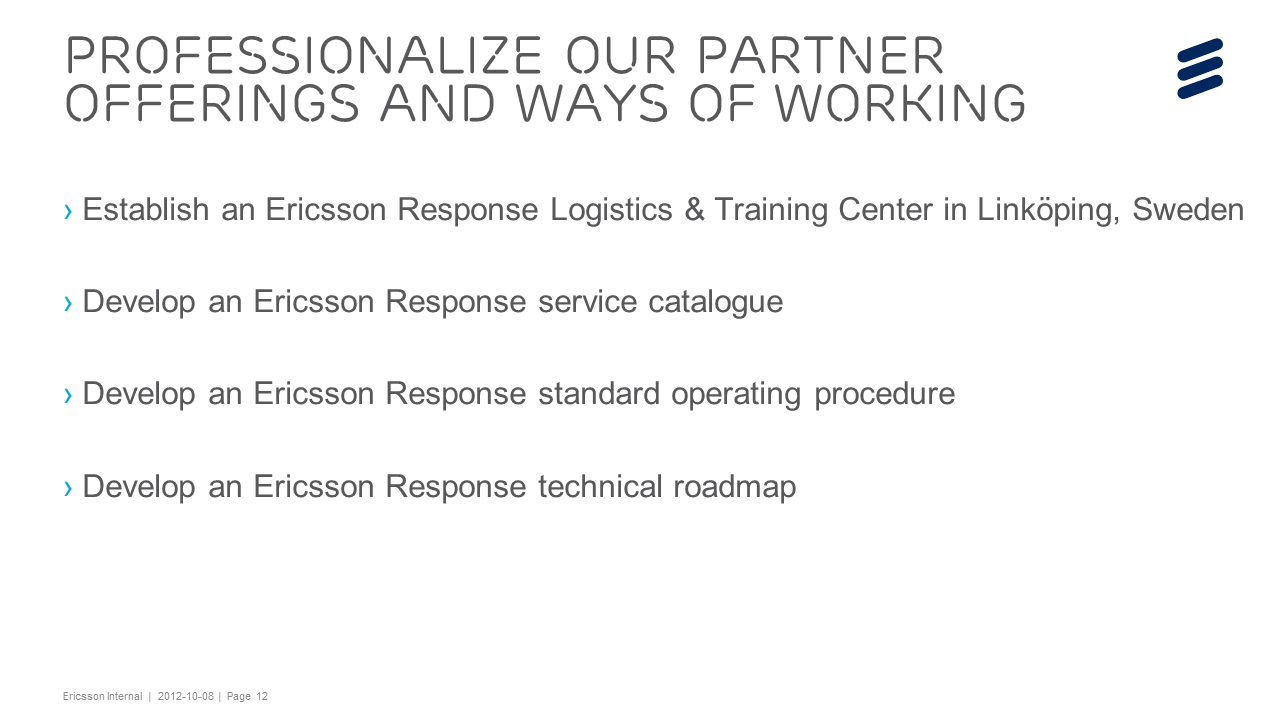 PROFESSIONALIZE OUR PARTNER
OFFERINGS AND WAYS OF WORKING
› Establish an Ericsson Response Logistics & Training Center in Linköping, Sweden
› Develop an Ericsson Response service catalogue
› Develop an Ericsson Response standard operating procedure
› Develop an Ericsson Response technical roadmap
Ericsson Internal | 2012-10-08 | Page 12